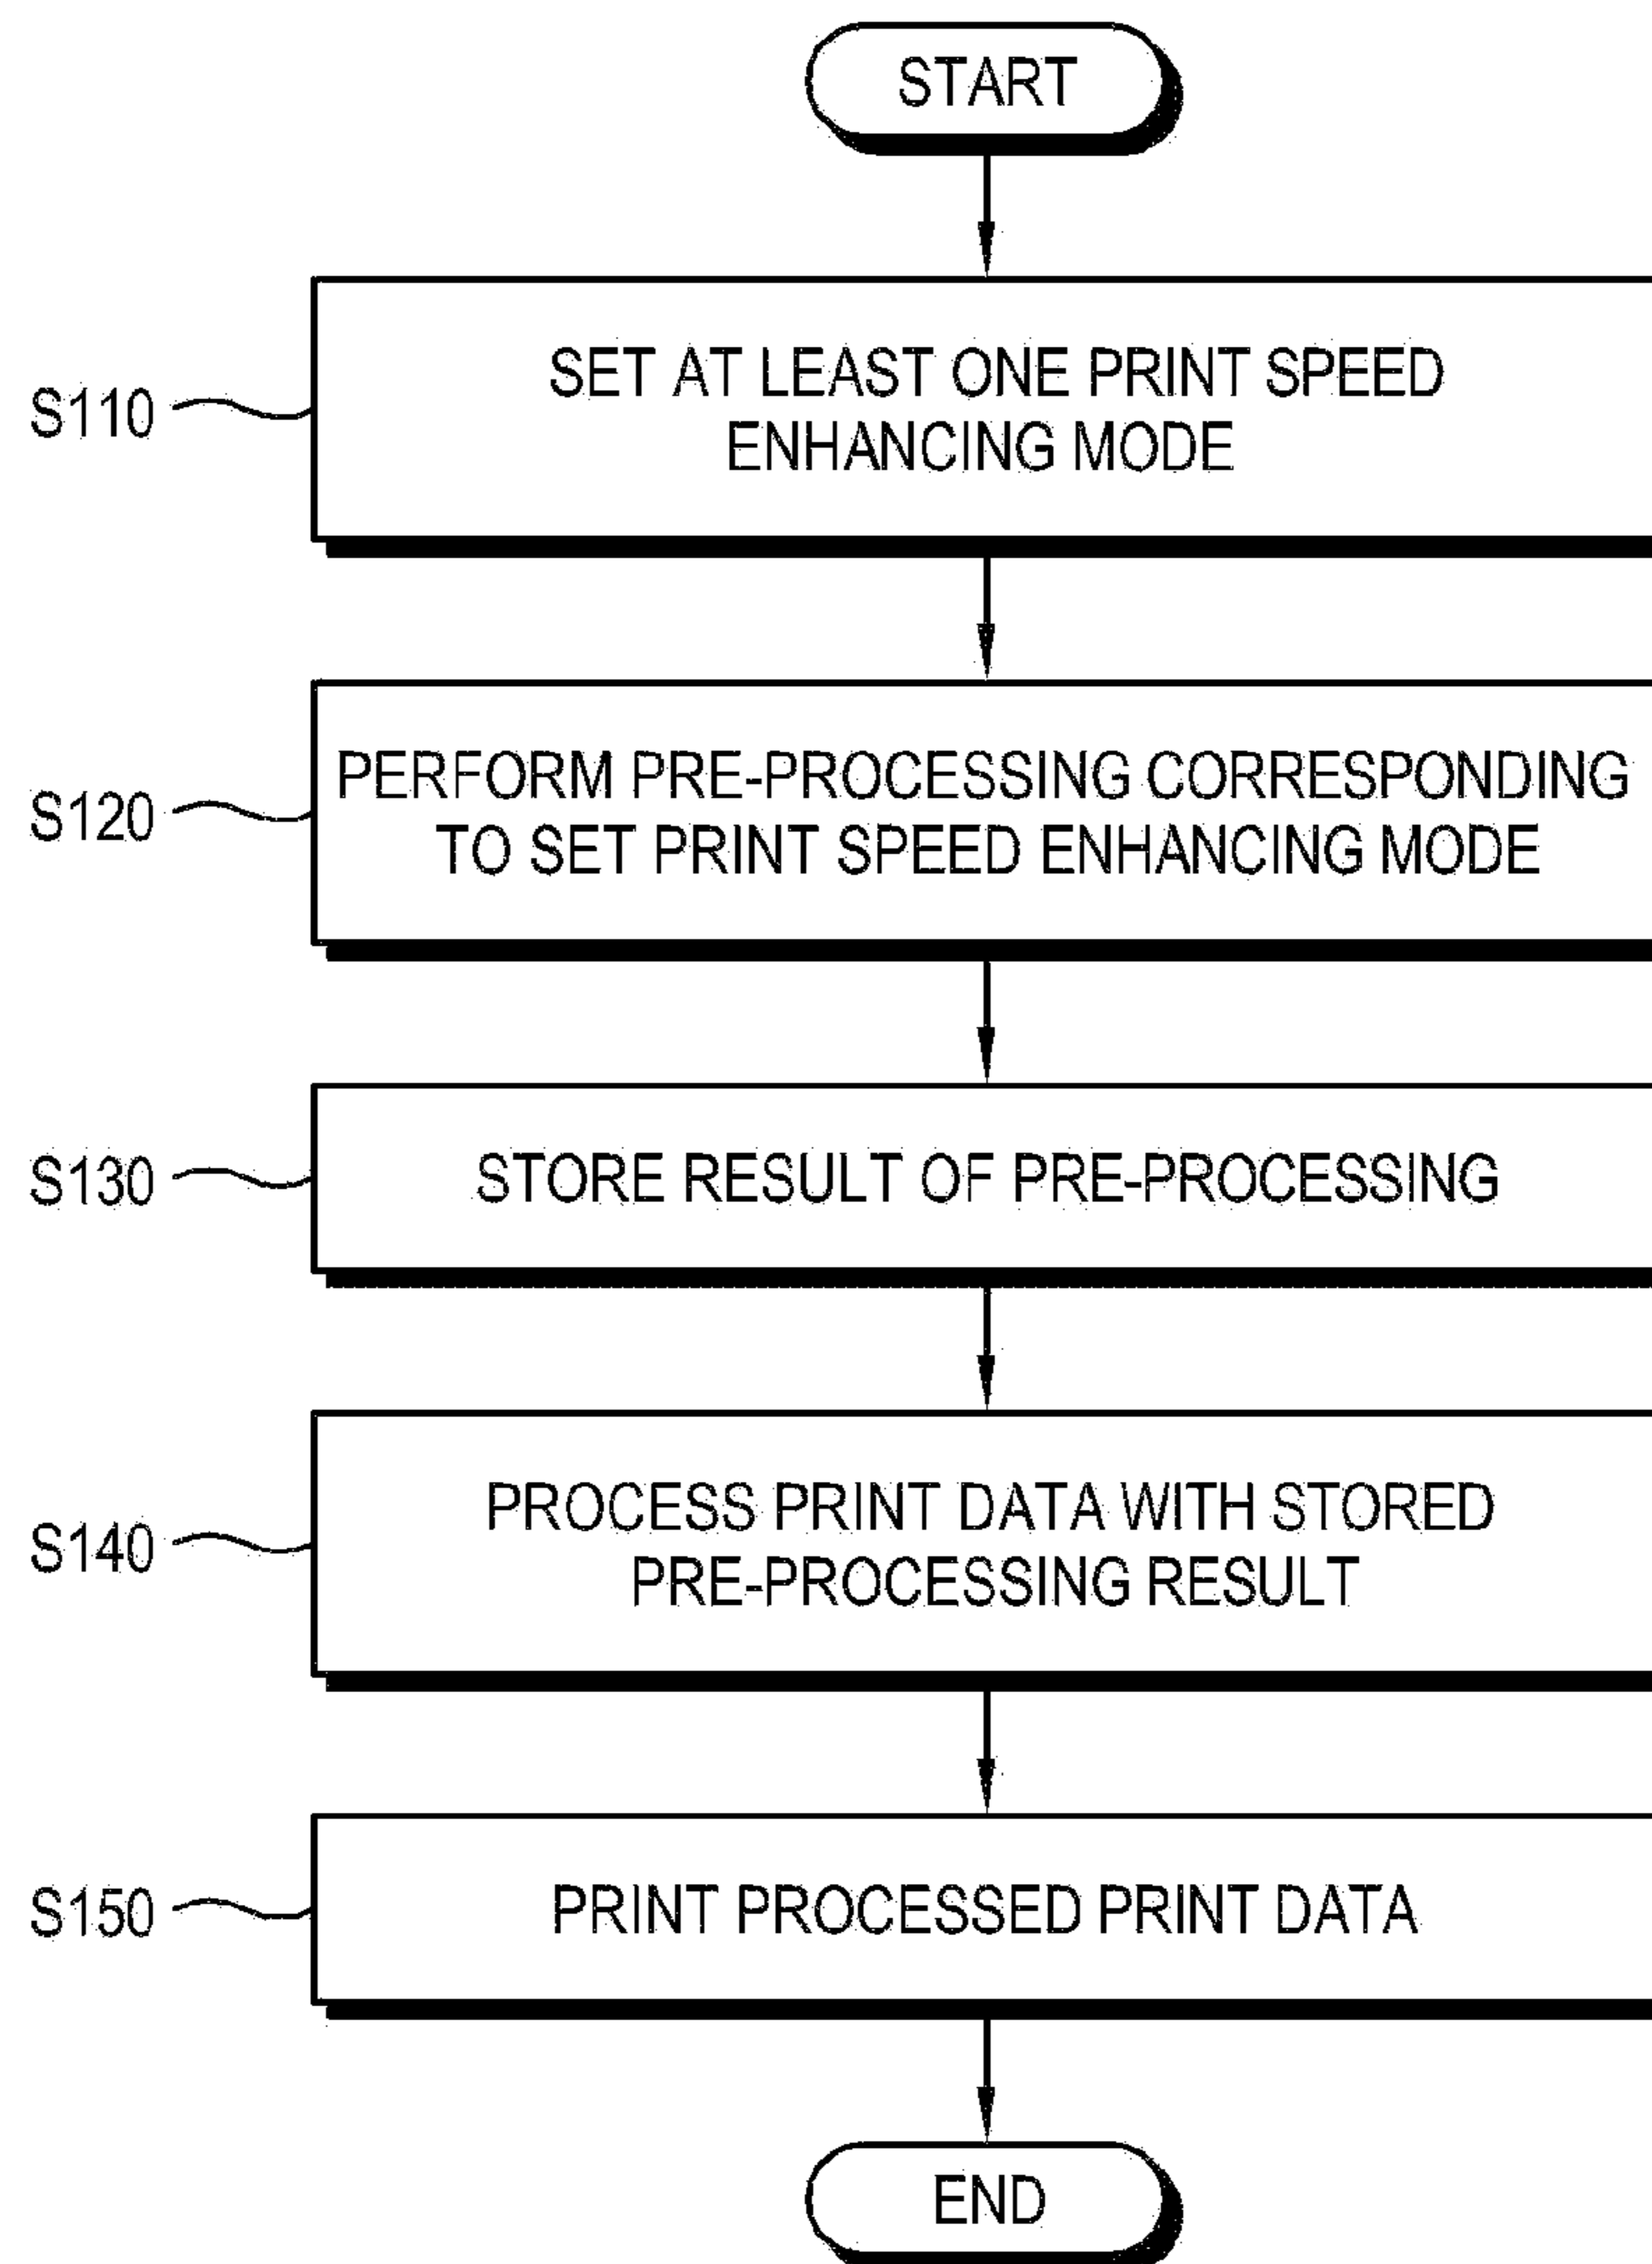 START
S110
SET AT LEAST ONE PRINT SPEED
ENHANCING MODE
S120
PERFORM PRE-PROCESSING CORRESPONDING
TO SET PRINT SPEED ENHANCING MODE
S130
STORE RESULT OF PRE-PROCESSING
S140
PROCESS PRINT DATA WITH STORED
PRE-PROCESSING RESULT
S150
PRINT PROCESSED PRINT DATA
END